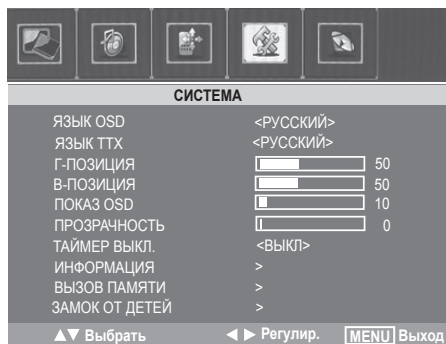 СИСТЕМА
ЯЗЫК OSD <РУССКИЙ>
ЯЗЫК TTX <РУССКИЙ>
Г-ПОЗИЦИЯ 50
В-ПОЗИЦИЯ 50
ПОКАЗ OSD 10
ПРОЗРАЧНОСТЬ 0
ТАЙМЕР ВЫКЛ. <ВЫКЛ>
ИНФОРМАЦИЯ >
ВЫЗОВ ПАМЯТИ >
ЗАМОК ОТ ДЕТЕЙ >
▲▼ Выбрать ◀ ▶ Регулир. MENU Выход